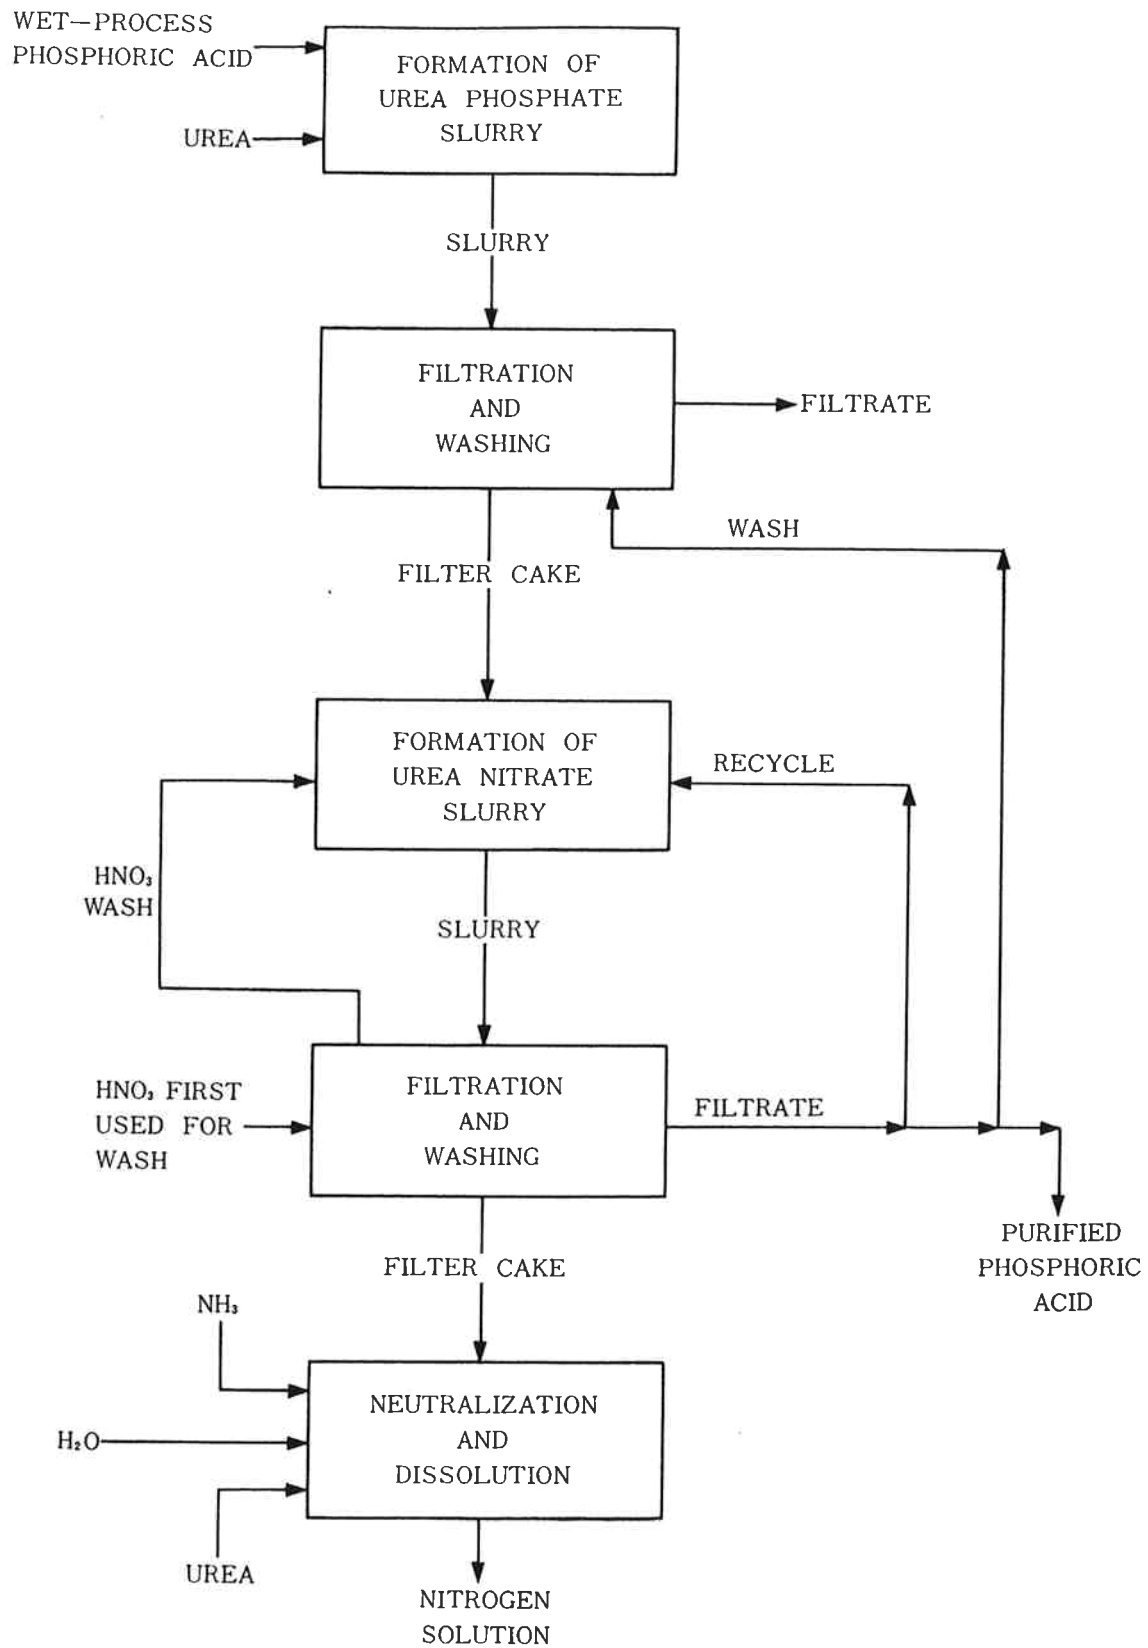 WET—PROCESS
PHOSPHORIC ACID
FORMATION OF
UREA PHOSPHATE
SLURRY
UREA
SLURRY
FILTRATION
AND
WASHING
FILTRATE
WASH
FILTER CAKE
FORMATION OF
UREA NITRATE
SLURRY
RECYCLE
HNO₃
WASH
SLURRY
HNO₃ FIRST
USED FOR
WASH
FILTRATION
AND
WASHING
FILTRATE
PURIFIED
PHOSPHORIC
ACID
FILTER CAKE
NH₃
H₂O
UREA
NEUTRALIZATION
AND
DISSOLUTION
NITROGEN
SOLUTION